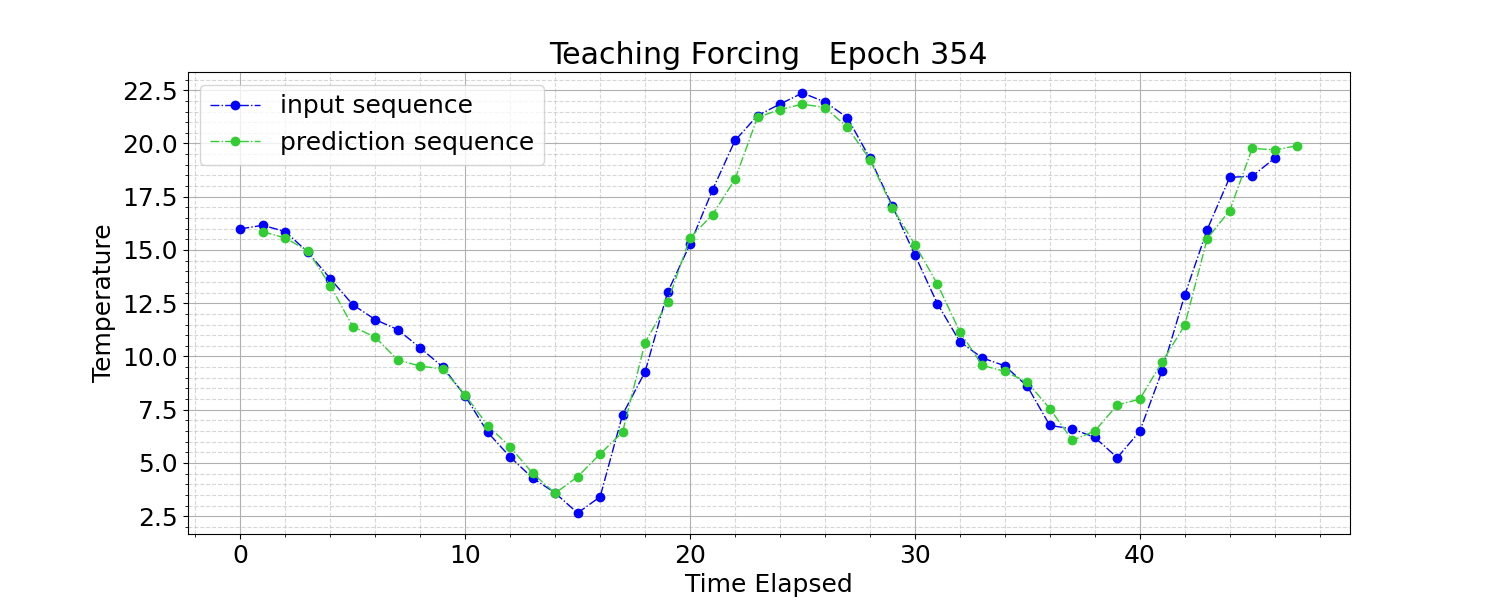 Teaching Forcing   Epoch 354
input sequence
prediction sequence
22.5
20.0
17.5
15.0
12.5
10.0
7.5
5.0
2.5
Temperature
0 10 20 30 40
Time Elapsed